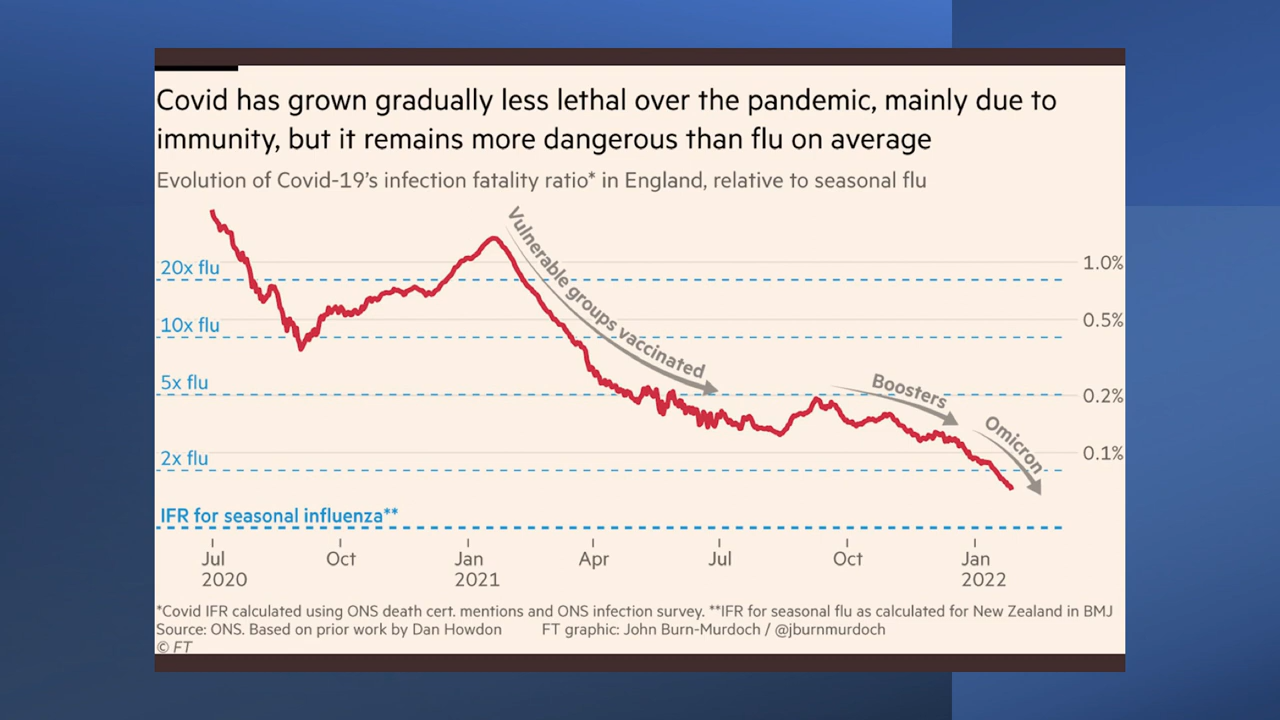 Covid has grown gradually less lethal over the pandemic, mainly due to
immunity, but it remains more dangerous than flu on average
Evolution of Covid-19's infection fatality ratio* in England, relative to seasonal flu
Vulnerable groups vaccinated
20x flu
1.0%
10x flu
0.5%
5x flu
Boosters
0.2%
Omicron
2x flu
0.1%
IFR for seasonal influenza**
Jul Oct Jan Apr Jul Oct Jan
2020 2021 2022
*Covid IFR calculated using ONS death cert. mentions and ONS infection survey. **IFR for seasonal flu as calculated for New Zealand in BMJ
Source: ONS. Based on prior work by Dan Howdon FT graphic: John Burn-Murdoch / @jburnmurdoch
© FT